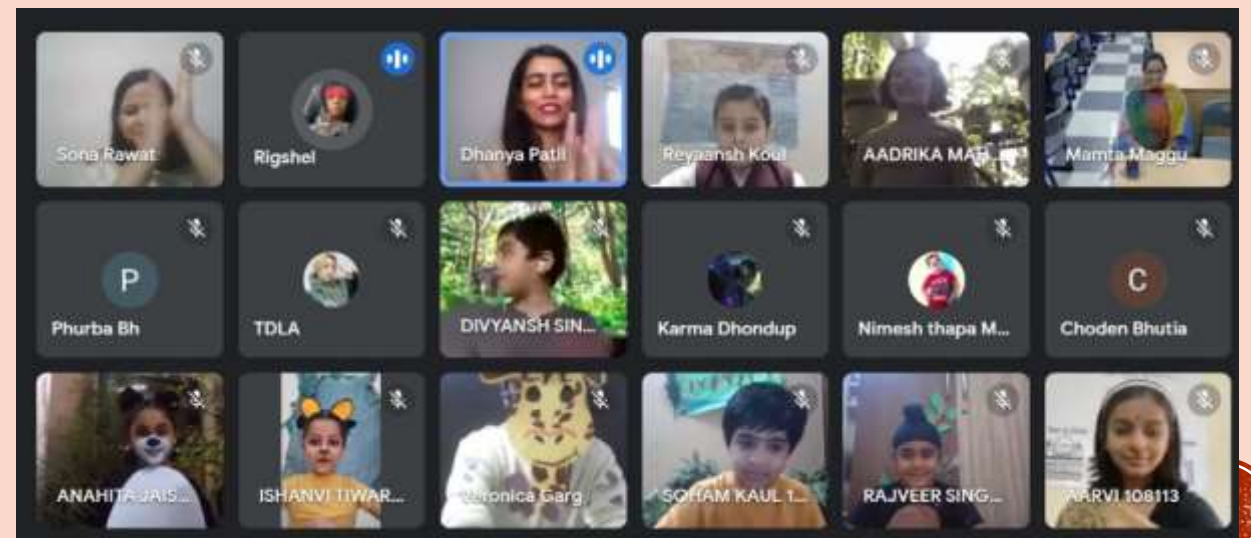 Sona Rawat
Rigshel
Dhanya Patil
Reyaansh Koul
AADRIKA MAH...
Mamta Maggu
P
Phurba Bh
TDLA
DIVYANSH SIN...
Karma Dhondup
Nimesh thapa M...
C
Choden Bhutia
ANAHITA JAIS...
ISHANVI TIWAR...
Veronica Garg
SOHAM KAUL 1...
RAJVEER SING...
AARVI 108113